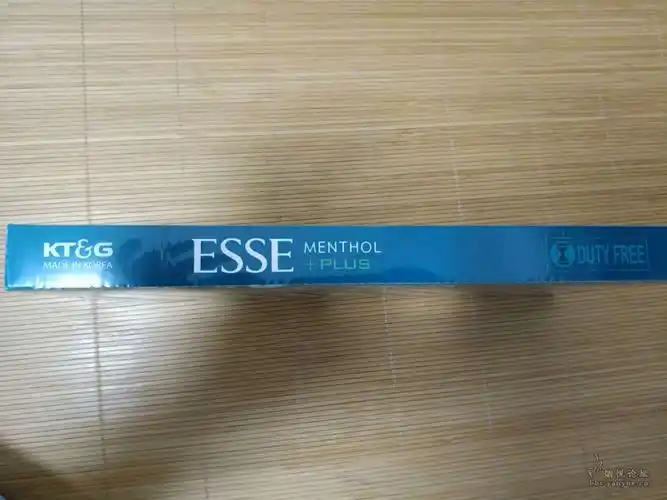 KT&G
MADE IN KOREA
ESSE
MENTHOL
+PLUS
DUTY FREE